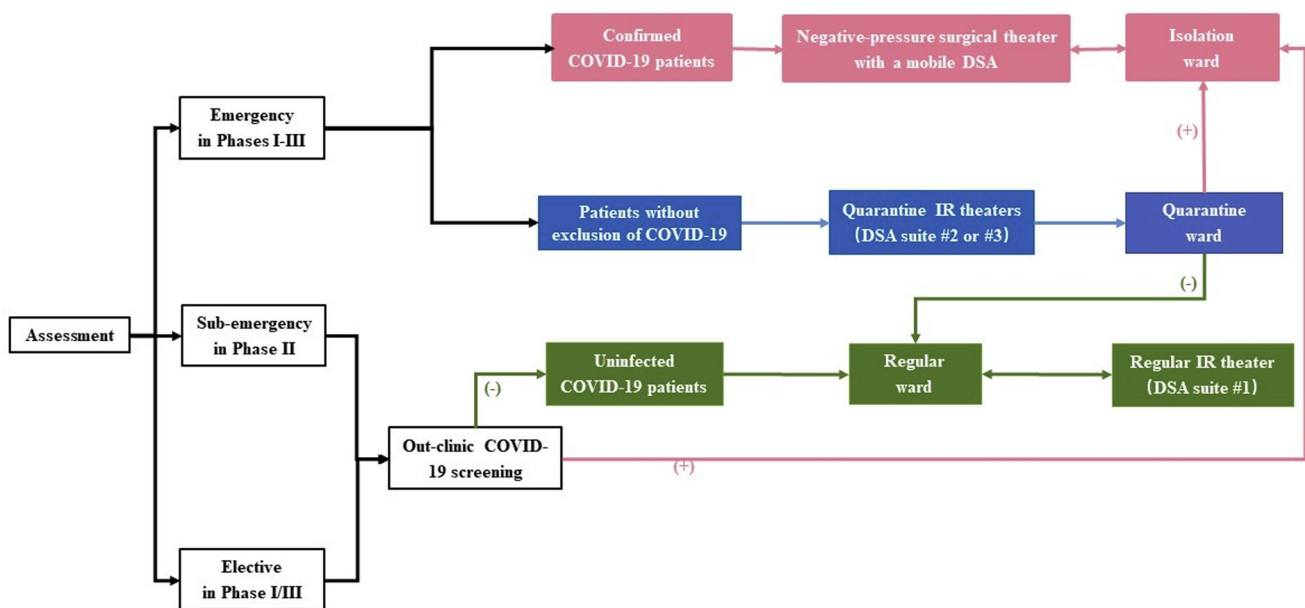 Confirmed
COVID-19 patients
Negative-pressure surgical theater
with a mobile DSA
Isolation
ward
Emergency
in Phases I-III
(+)
Patients without
exclusion of COVID-19
Quarantine IR theaters
(DSA suite #2 or #3)
Quarantine
ward
(-)
Assessment
Sub-emergency
in Phase II
Uninfected
COVID-19 patients
Regular
ward
Regular IR theater
(DSA suite #1)
(-)
Out-clinic COVID-
19 screening
(+)
Elective
in Phase I/III